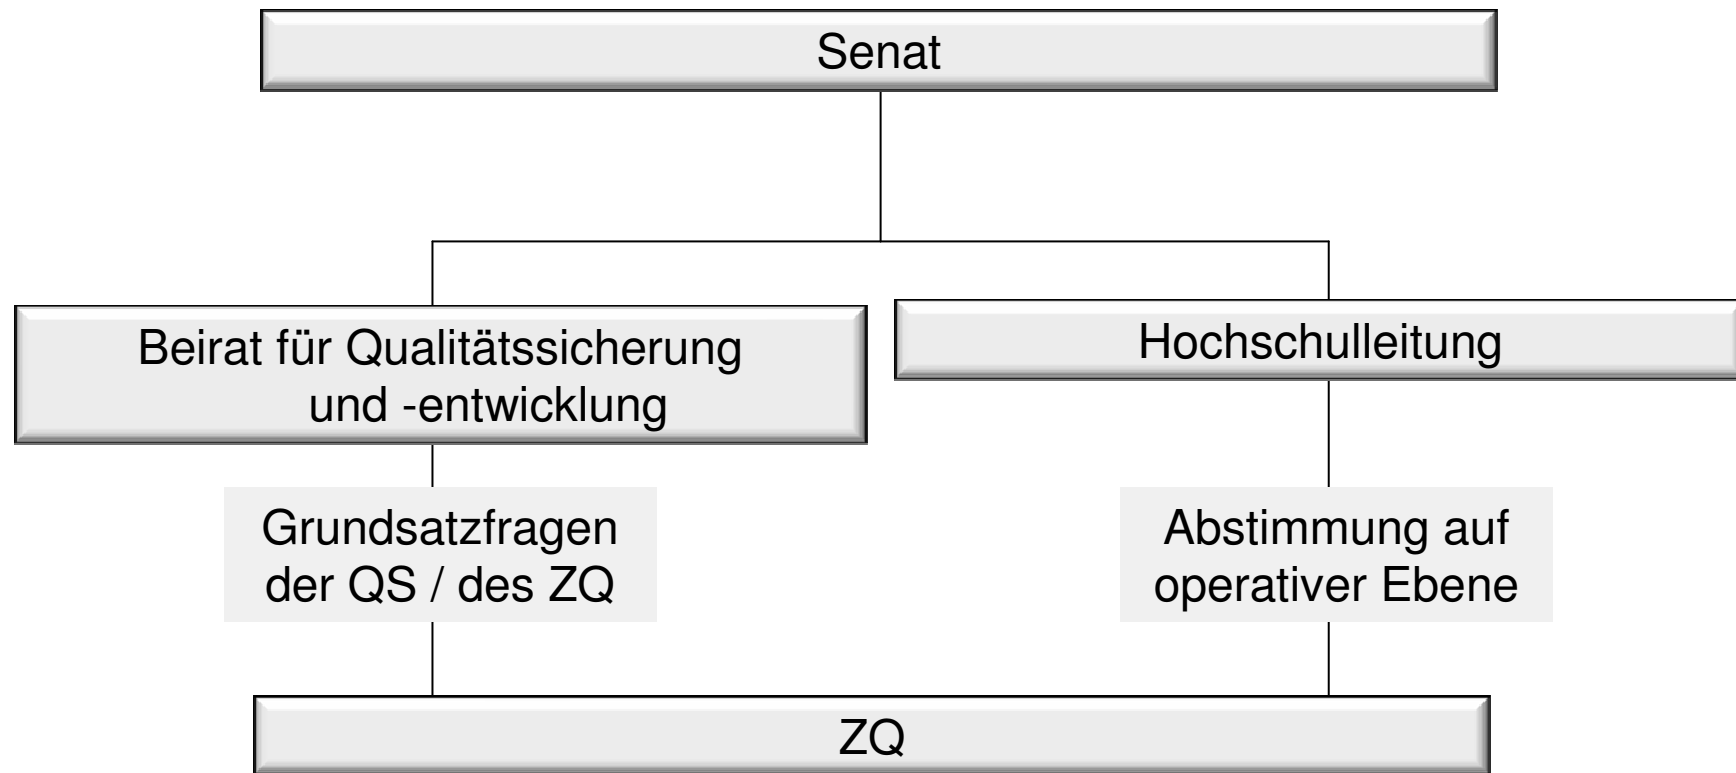 Senat
Beirat für Qualitätssicherung
und -entwicklung
Hochschulleitung
Grundsatzfragen
der QS / des ZQ
Abstimmung auf
operativer Ebene
ZQ